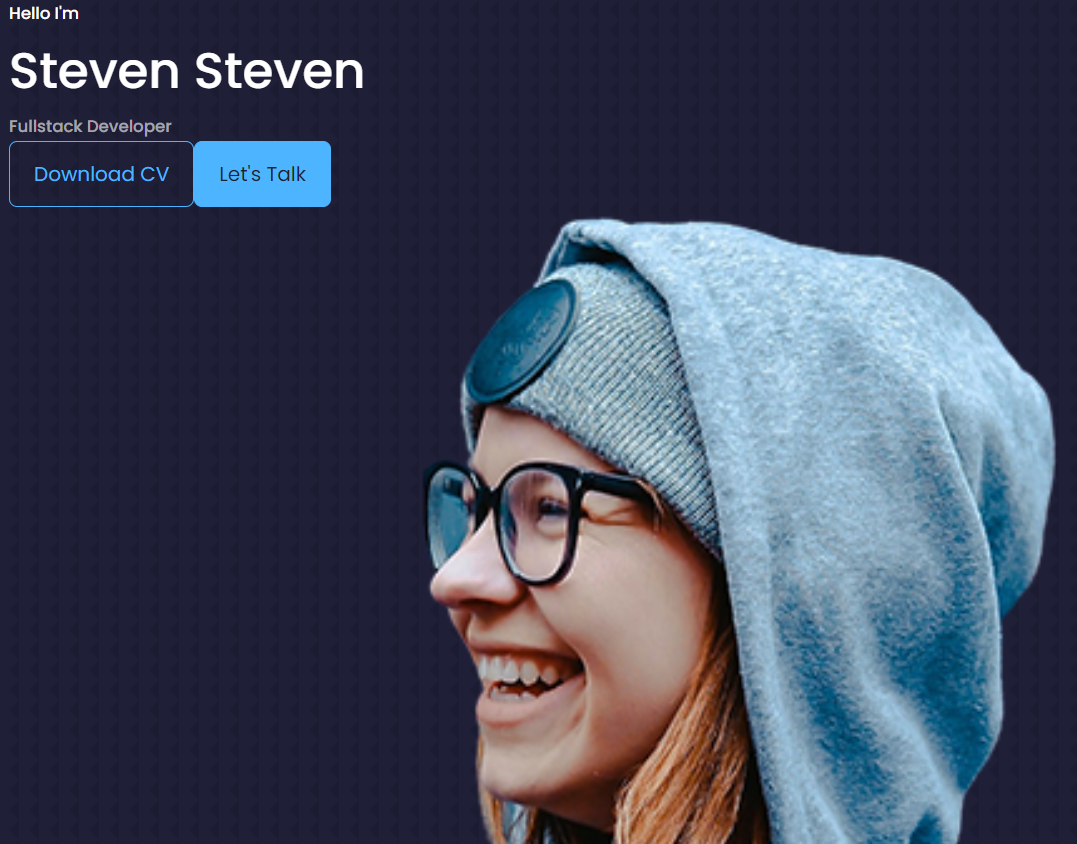 Hello I'm
Steven Steven
Fullstack Developer
Download CV
Let's Talk